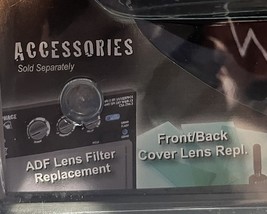 ACCESSORIES
Sold Separately
ADF Lens Filter
Replacement
Front/Back
Cover Lens Repl.